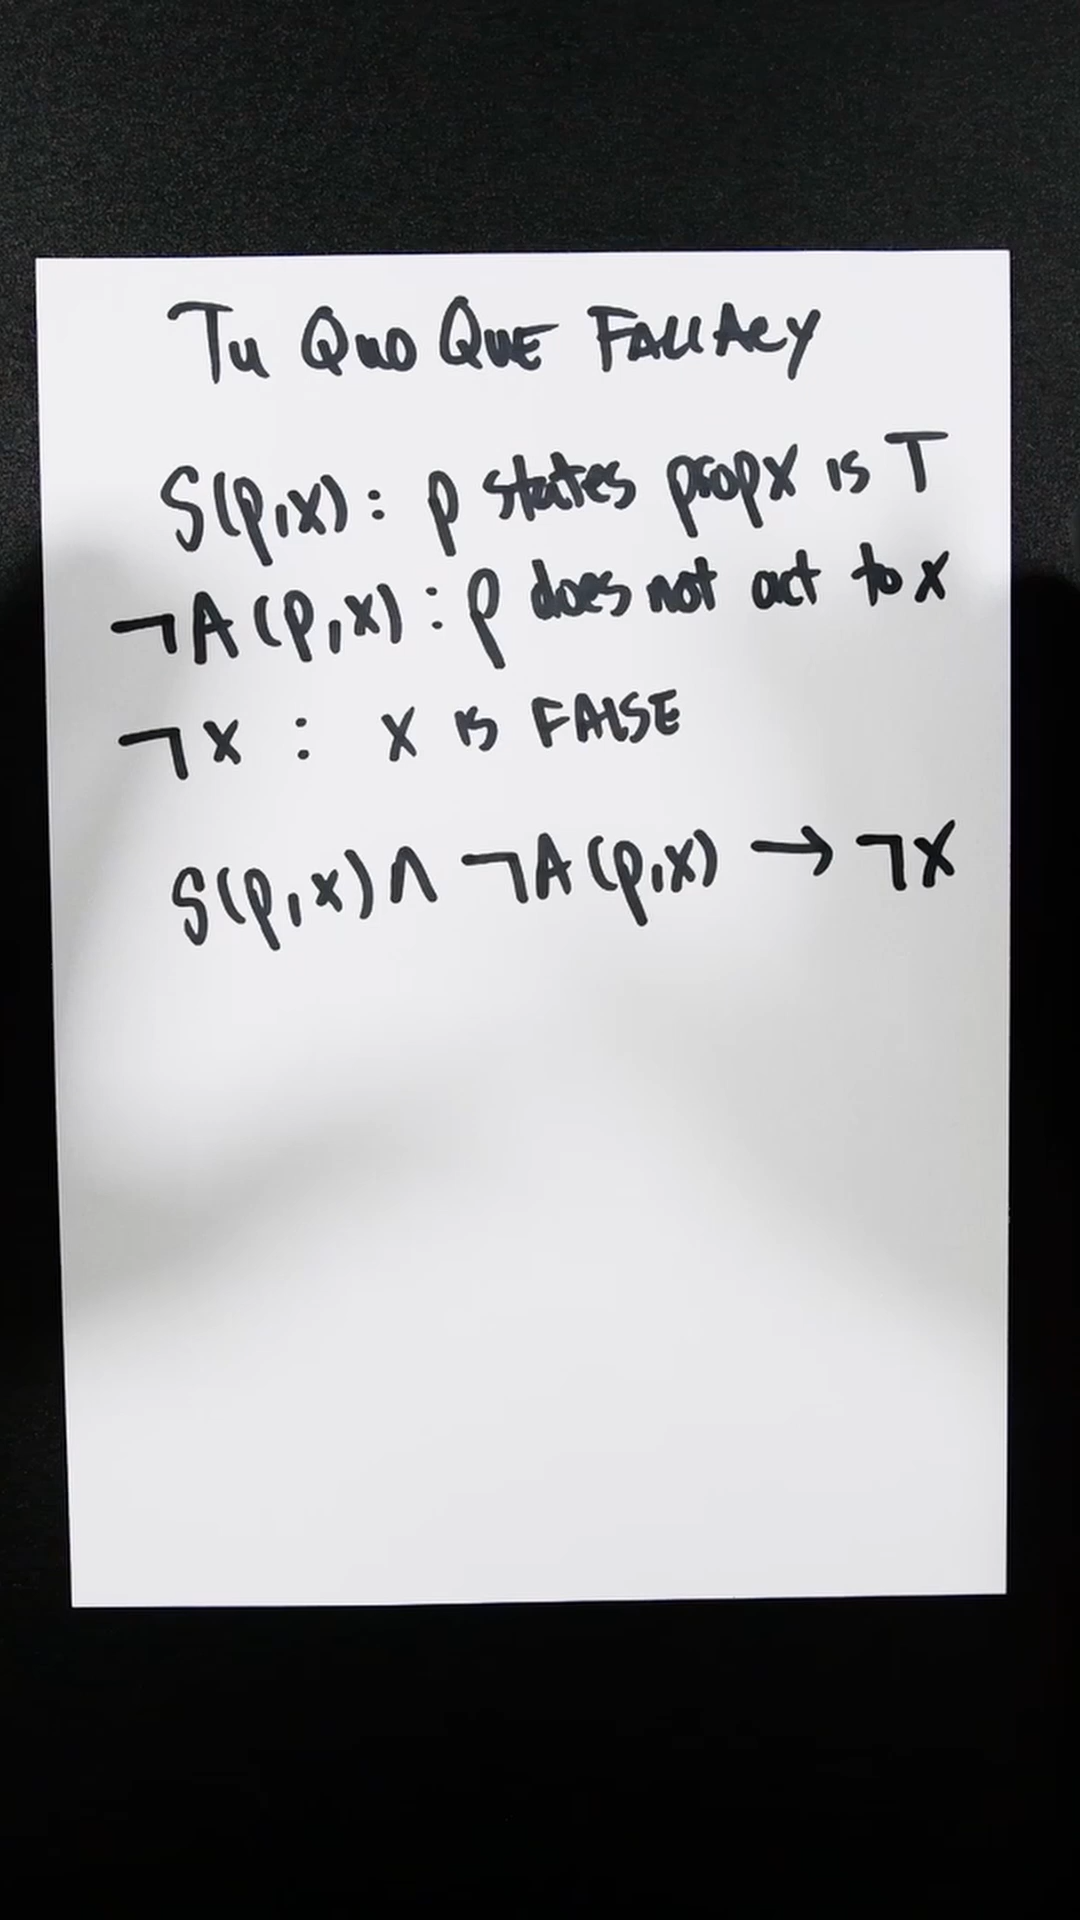 Tu Quo Que Fallacy
S(p,x): p states prop x is T
¬A(p,x): p does not act to x
¬x : x is FALSE
S(p,x) ∧ ¬A(p,x) → ¬x